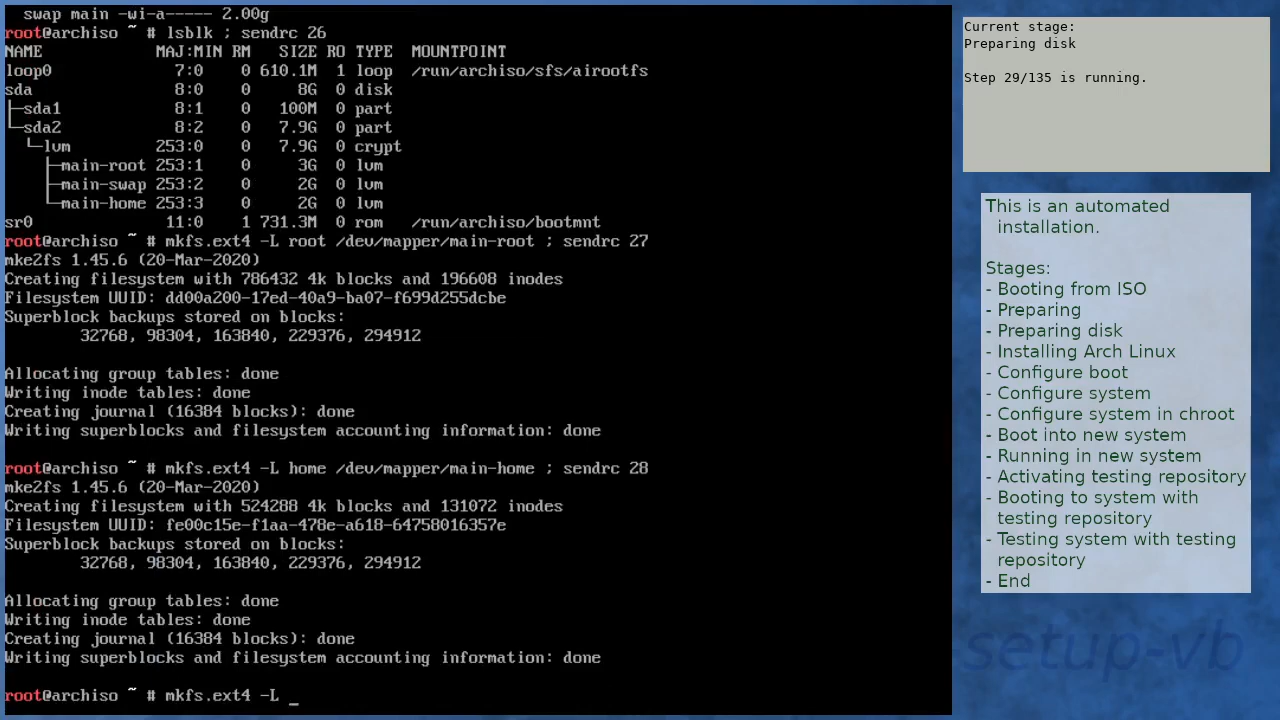 swap main -wi-a----- 2.00g
root@archiso ~ # lsblk ; sendrc 26
NAME MAJ:MIN RM SIZE RO TYPE MOUNTPOINT
loop0 7:0 0 610.1M 1 loop /run/archiso/sfs/airootfs
sda 8:0 0 8G 0 disk
├─sda1 8:1 0 100M 0 part
└─sda2 8:2 0 7.9G 0 part
└─lvm 253:0 0 7.9G 0 crypt
├─main-root 253:1 0 3G 0 lvm
├─main-swap 253:2 0 2G 0 lvm
└─main-home 253:3 0 2G 0 lvm
sr0 11:0 1 731.3M 0 rom /run/archiso/bootmnt
root@archiso ~ # mkfs.ext4 -L root /dev/mapper/main-root ; sendrc 27
mke2fs 1.45.6 (20-Mar-2020)
Creating filesystem with 786432 4k blocks and 196608 inodes
Filesystem UUID: dd00a200-17ed-40a9-ba07-f699d255dcbe
Superblock backups stored on blocks:
32768, 98304, 163840, 229376, 294912

Allocating group tables: done
Writing inode tables: done
Creating journal (16384 blocks): done
Writing superblocks and filesystem accounting information: done

root@archiso ~ # mkfs.ext4 -L home /dev/mapper/main-home ; sendrc 28
mke2fs 1.45.6 (20-Mar-2020)
Creating filesystem with 524288 4k blocks and 131072 inodes
Filesystem UUID: fe00c15e-f1aa-478e-a618-64758016357e
Superblock backups stored on blocks:
32768, 98304, 163840, 229376, 294912

Allocating group tables: done
Writing inode tables: done
Creating journal (16384 blocks): done
Writing superblocks and filesystem accounting information: done

root@archiso ~ # mkfs.ext4 -L _
Current stage:
Preparing disk

Step 29/135 is running.
This is an automated
installation.

Stages:
- Booting from ISO
- Preparing
- Preparing disk
- Installing Arch Linux
- Configure boot
- Configure system
- Configure system in chroot
- Boot into new system
- Running in new system
- Activating testing repository
- Booting to system with
testing repository
- Testing system with testing
repository
- End
setup-vb